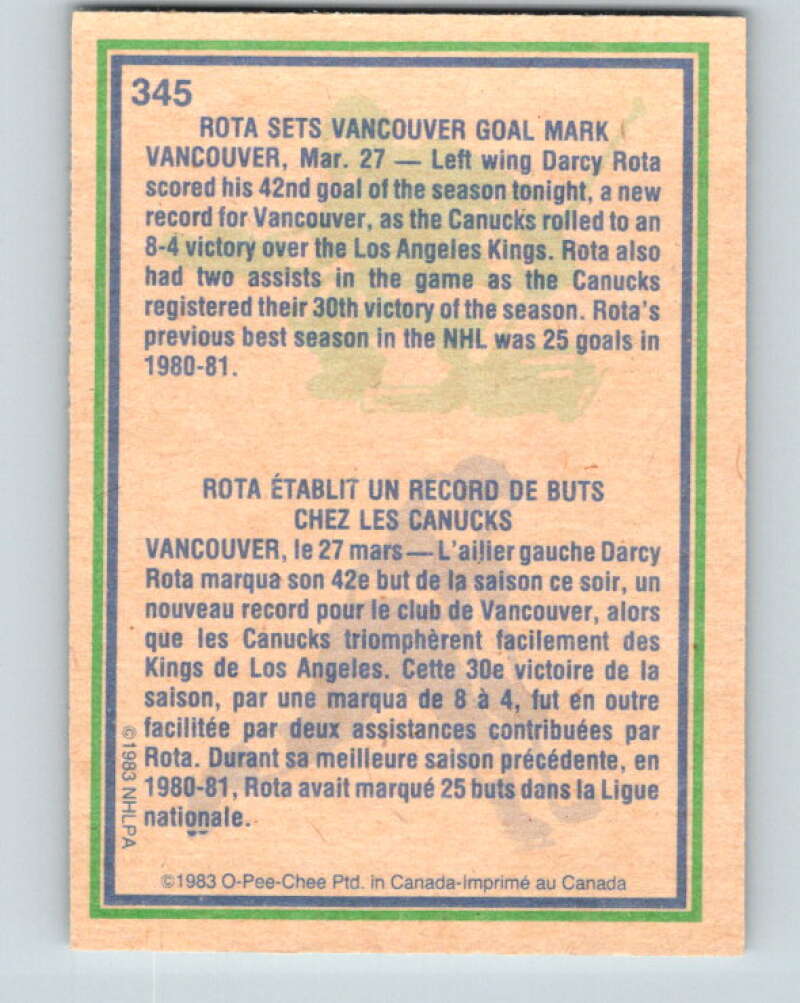 345
ROTA SETS VANCOUVER GOAL MARK
VANCOUVER, Mar. 27 — Left wing Darcy Rota
scored his 42nd goal of the season tonight, a new
record for Vancouver, as the Canucks rolled to an
8-4 victory over the Los Angeles Kings. Rota also
had two assists in the game as the Canucks
registered their 30th victory of the season. Rota's
previous best season in the NHL was 25 goals in
1980-81.
ROTA ÉTABLIT UN RECORD DE BUTS
CHEZ LES CANUCKS
VANCOUVER, le 27 mars — L'ailier gauche Darcy
Rota marqua son 42e but de la saison ce soir, un
nouveau record pour le club de Vancouver, alors
que les Canucks triomphèrent facilement des
Kings de Los Angeles. Cette 30e victoire de la
saison, par une marqua de 8 à 4, fut en outre
facilitée par deux assistances contribuées par
Rota. Durant sa meilleure saison précédente, en
1980-81, Rota avait marqué 25 buts dans la Ligue
nationale.
©1983 NHLPA
©1983 O-Pee-Chee Ptd. in Canada-Imprimé au Canada